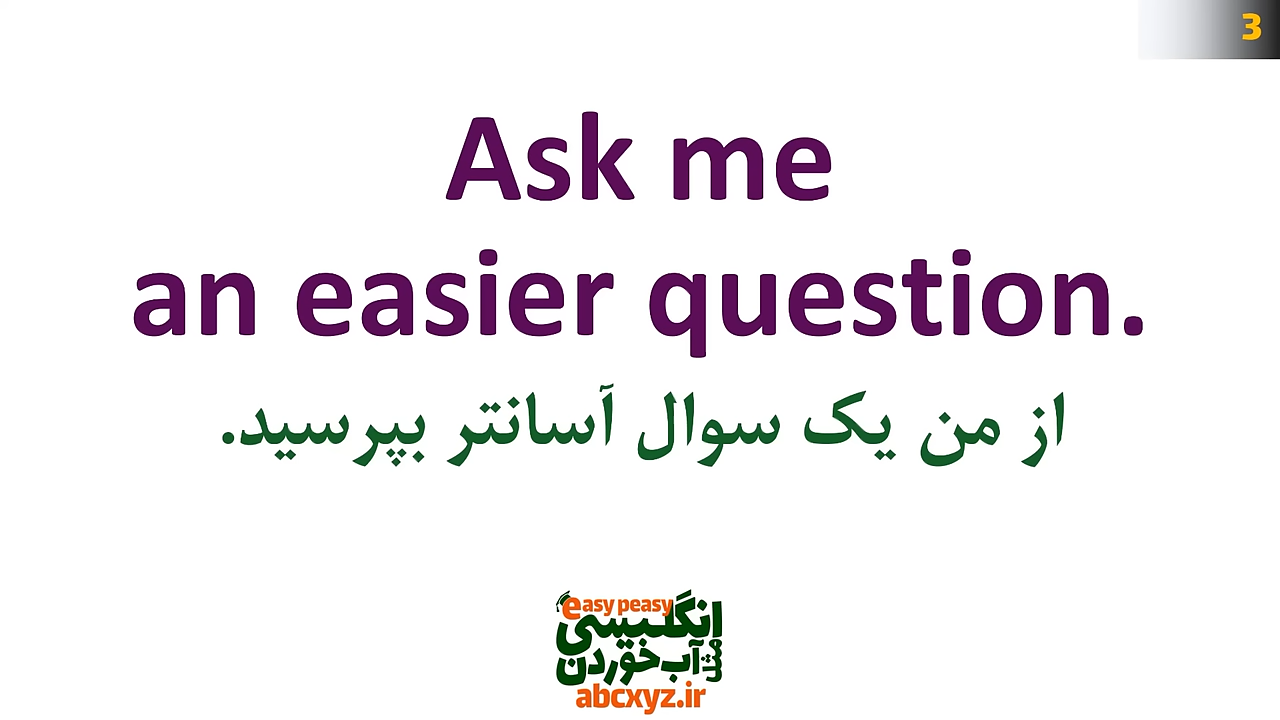 3
Ask me
an easier question.
از من یک سوال آسانتر بپرسید.
easy peasy
انگلیسی
مثل آب خوردن
abcxyz.ir